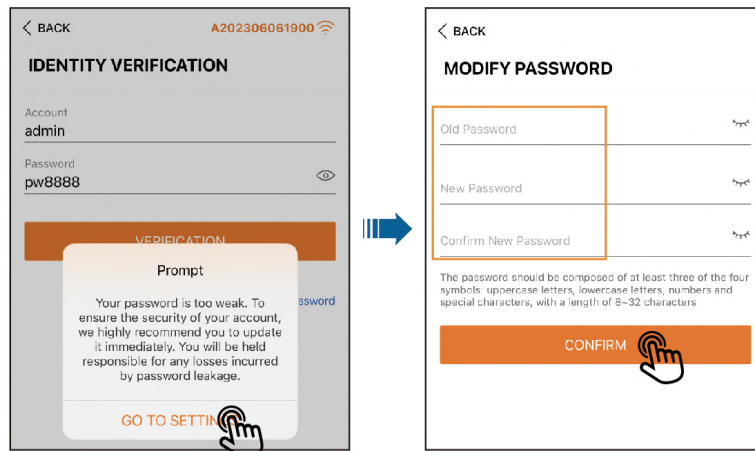 BACK
A202306061900
IDENTITY VERIFICATION
Account
admin
Password
pw8888
VERIFICATION
ssword
Prompt
Your password is too weak. To
ensure the security of your account,
we highly recommend you to update
it immediately. You will be held
responsible for any losses incurred
by password leakage.
GO TO SETTIN
BACK
MODIFY PASSWORD
Old Password
New Password
Confirm New Password
The password should be composed of at least three of the four
symbols: uppercase letters, lowercase letters, numbers and
special characters, with a length of 8~32 characters
CONFIRM